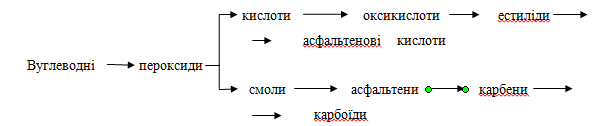 кислоти оксикислоти естиліди
асфальтенові кислоти
Вуглеводні пероксиди
смоли асфальтени карбени
карбоїди